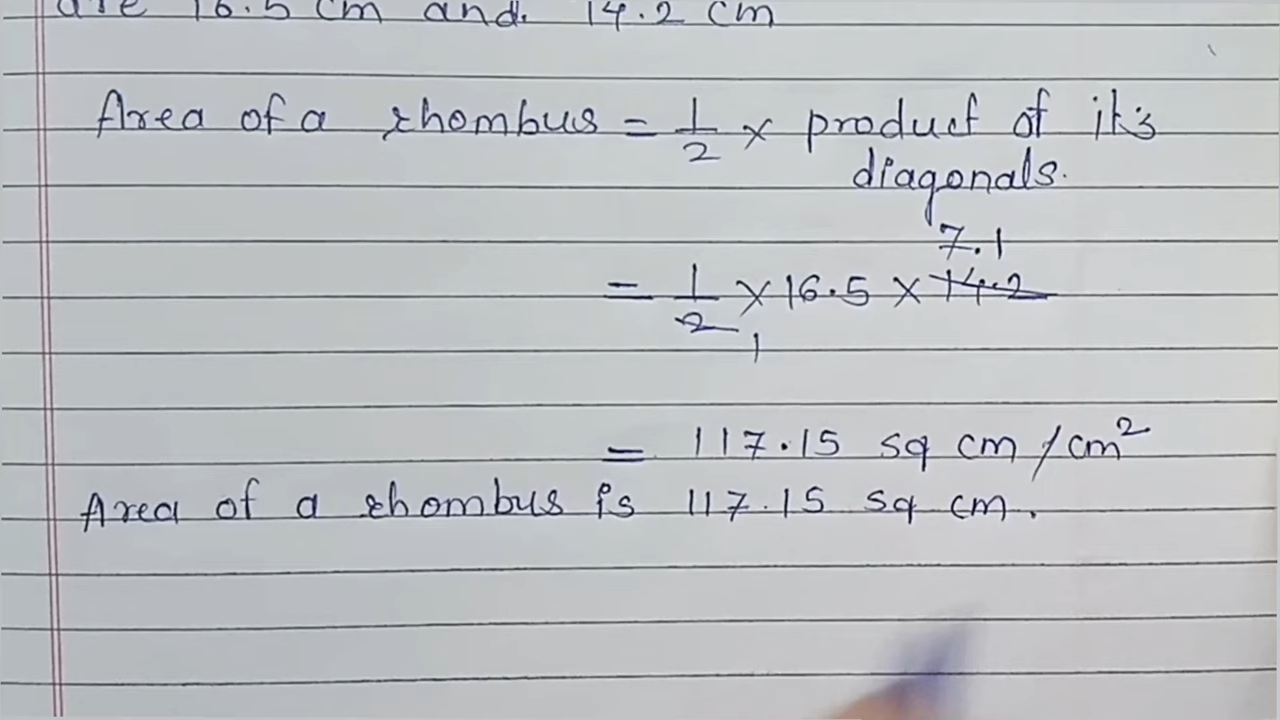 are 16.5 cm and. 14.2 cm
Area of a rhombus = 1/2 × product of it's
diagonals.
7.1
= 1/2 × 16.5 × 14.2
1
= 117.15 sq cm / cm²
Area of a rhombus is 117.15 sq cm.